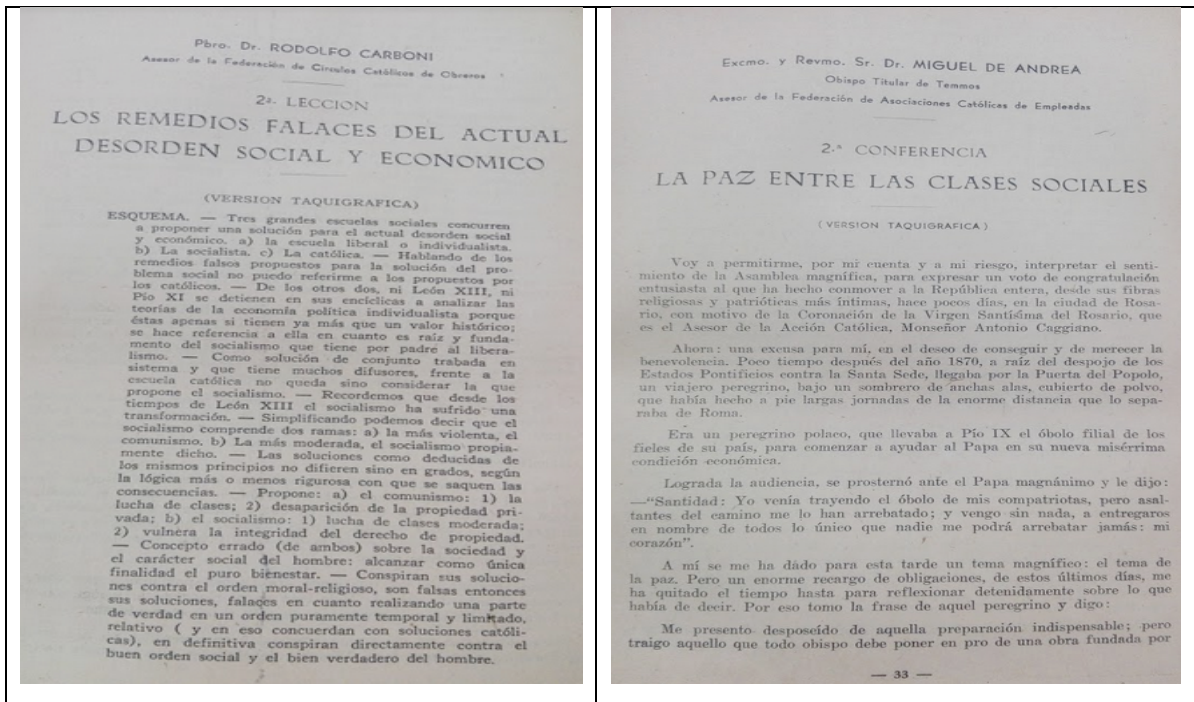 Pbro. Dr. RODOLFO CARBONI
Asesor de la Federación de Círculos Católicos de Obreros
2ª. LECCION
LOS REMEDIOS FALACES DEL ACTUAL
DESORDEN SOCIAL Y ECONOMICO
(VERSION TAQUIGRAFICA)
ESQUEMA. — Tres grandes escuelas sociales concurren
a proponer una solución para el actual desorden social
y económico. a) la escuela liberal o individualista.
b) La socialista. c) La católica. — Hablando de los
remedios falsos propuestos para la solución del pro-
blema social no puedo referirme a los propuestos por
los católicos. — De los otros dos, ni León XIII, ni
Pío XI se detienen en sus encíclicas a analizar las
teorías de la economía política individualista porque
éstas apenas si tienen ya más que un valor histórico;
se hace referencia a ella en cuanto es raíz y funda-
mento del socialismo que tiene por padre al libera-
lismo. — Como solución de conjunto trabada en
sistema y que tiene muchos difusores, frente a la
escuela católica no queda sino considerar la que
propone el socialismo. — Recordemos que desde los
tiempos de León XIII el socialismo ha sufrido una
transformación. — Simplificando podemos decir que el
socialismo comprende dos ramas: a) la más violenta, el
comunismo. b) La más moderada, el socialismo propia-
mente dicho. — Las soluciones como deducidas de
los mismos principios no difieren sino en grados, según
la lógica más o menos rigurosa con que se saquen las
consecuencias. — Propone: a) el comunismo: 1) la
lucha de clases; 2) desaparición de la propiedad pri-
vada; b) el socialismo: 1) lucha de clases moderada;
2) vulnera la integridad del derecho de propiedad.
— Concepto errado (de ambos) sobre la sociedad y
el carácter social del hombre: alcanzar como única
finalidad el puro bienestar. — Conspiran sus solucio-
nes contra el orden moral-religioso, son falsas entonces
sus soluciones, falaces en cuanto realizando una parte
de verdad en un orden puramente temporal y limitado,
relativo ( y en eso concuerdan con soluciones católi-
cas), en definitiva conspiran directamente contra el
buen orden social y el bien verdadero del hombre.
Excmo. y Revmo. Sr. Dr. MIGUEL DE ANDREA
Obispo Titular de Temmos
Asesor de la Federación de Asociaciones Católicas de Empleadas
2.ª CONFERENCIA
LA PAZ ENTRE LAS CLASES SOCIALES
(VERSION TAQUIGRAFICA)
Voy a permitirme, por mi cuenta y a mi riesgo, interpretar el senti-
miento de la Asamblea magnífica, para expresar un voto de congratulación
entusiasta al que ha hecho conmover a la República entera, desde sus fibras
religiosas y patrióticas más íntimas, hace pocos días, en la ciudad de Rosa-
rio, con motivo de la Coronación de la Virgen Santísima del Rosario, que
es el Asesor de la Acción Católica, Monseñor Antonio Caggiano.
Ahora: una excusa para mí, en el deseo de conseguir y de merecer la
benevolencia. Poco tiempo después del año 1870, a raíz del despojo de los
Estados Pontificios contra la Santa Sede, llegaba por la Puerta del Popolo,
un viajero peregrino, bajo un sombrero de anchas alas, cubierto de polvo,
que había hecho a pie largas jornadas de la enorme distancia que lo sepa-
raba de Roma.
Era un peregrino polaco, que llevaba a Pío IX el óbolo filial de los
fieles de su país, para comenzar a ayudar al Papa en su nueva misérrima
condición económica.
Lograda la audiencia, se prosternó ante el Papa magnánimo y le dijo:
—“Santidad: Yo venía trayendo el óbolo de mis compatriotas, pero asal-
tantes del camino me lo han arrebatado; y vengo sin nada, a entregaros
en nombre de todos lo único que nadie me podrá arrebatar jamás: mi
corazón”.
A mí se me ha dado para esta tarde un tema magnífico: el tema de
la paz. Pero un enorme recargo de obligaciones, de estos últimos días, me
ha quitado el tiempo hasta para reflexionar detenidamente sobre lo que
había de decir. Por eso tomo la frase de aquel peregrino y digo:
Me presento desposeído de aquella preparación indispensable; pero
traigo aquello que todo obispo debe poner en pro de una obra fundada por
— 33 —